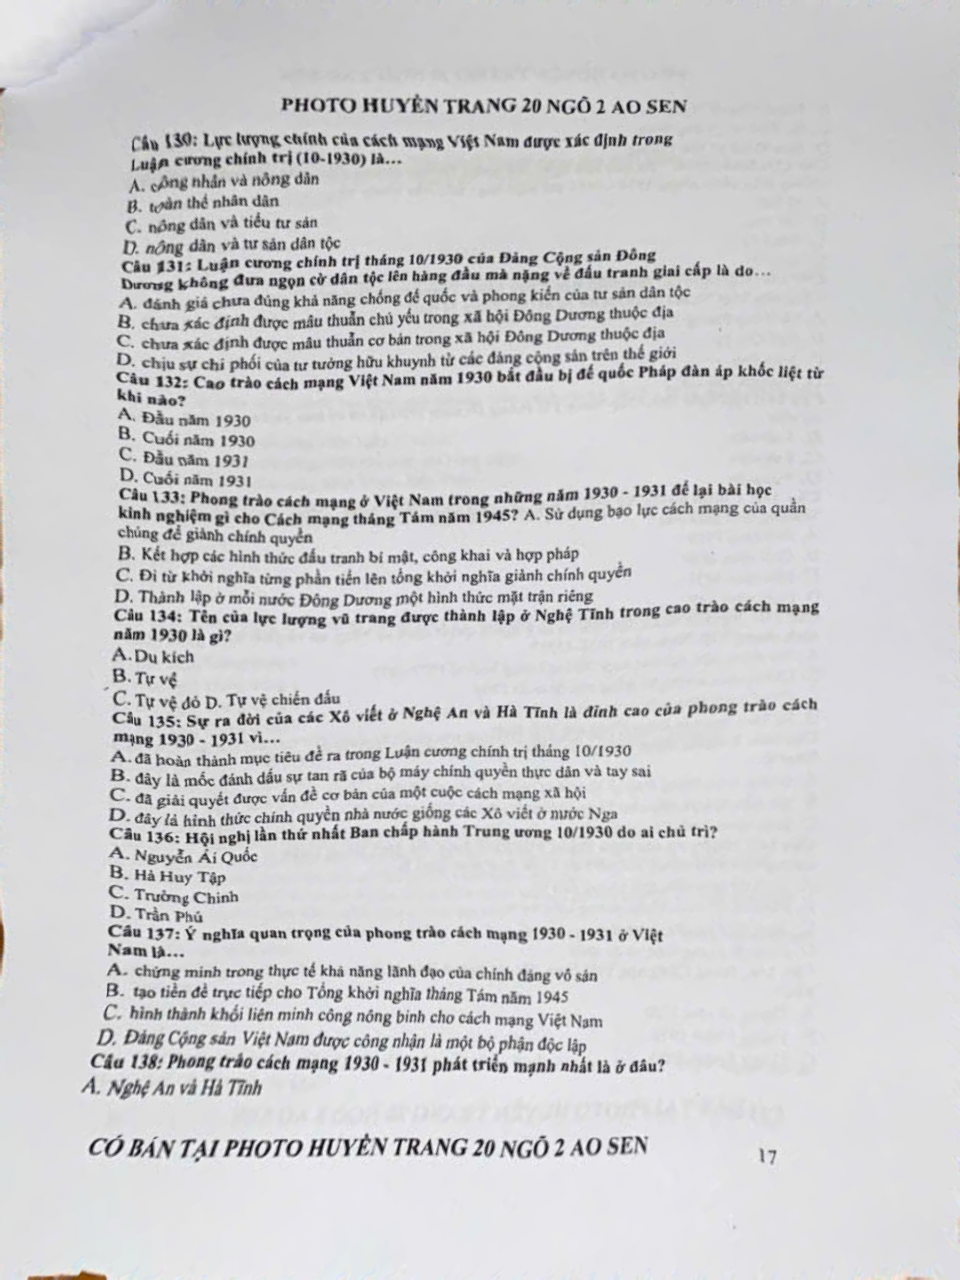 PHOTO HUYỀN TRANG 20 NGÕ 2 AO SEN
Câu 130: Lực lượng chính của cách mạng Việt Nam được xác định trong
Luận cương chính trị (10-1930) là...
A. công nhân và nông dân
B. toàn thể nhân dân
C. nông dân và tiểu tư sản
D. nông dân và tư sản dân tộc
Câu 131: Luận cương chính trị tháng 10/1930 của Đảng Cộng sản Đông
Dương không đưa ngọn cờ dân tộc lên hàng đầu mà nặng về đấu tranh giai cấp là do...
A. đánh giá chưa đúng khả năng chống đế quốc và phong kiến của tư sản dân tộc
B. chưa xác định được mâu thuẫn chủ yếu trong xã hội Đông Dương thuộc địa
C. chưa xác định được mâu thuẫn cơ bản trong xã hội Đông Dương thuộc địa
D. chịu sự chi phối của tư tưởng hữu khuynh từ các đảng cộng sản trên thế giới
Câu 132: Cao trào cách mạng Việt Nam năm 1930 bắt đầu bị đế quốc Pháp đàn áp khốc liệt từ
khi nào?
A. Đầu năm 1930
B. Cuối năm 1930
C. Đầu năm 1931
D. Cuối năm 1931
Câu 133: Phong trào cách mạng ở Việt Nam trong những năm 1930 - 1931 để lại bài học
kinh nghiệm gì cho Cách mạng tháng Tám năm 1945? A. Sử dụng bạo lực cách mạng của quần
chúng để giành chính quyền
B. Kết hợp các hình thức đấu tranh bí mật, công khai và hợp pháp
C. Đi từ khởi nghĩa từng phần tiến lên tổng khởi nghĩa giành chính quyền
D. Thành lập ở mỗi nước Đông Dương một hình thức mặt trận riêng
Câu 134: Tên của lực lượng vũ trang được thành lập ở Nghệ Tĩnh trong cao trào cách mạng
năm 1930 là gì?
A. Du kích
B. Tự vệ
C. Tự vệ đỏ D. Tự vệ chiến đấu
Câu 135: Sự ra đời của các Xô viết ở Nghệ An và Hà Tĩnh là đỉnh cao của phong trào cách
mạng 1930 - 1931 vì...
A. đã hoàn thành mục tiêu đề ra trong Luận cương chính trị tháng 10/1930
B. đây là mốc đánh dấu sự tan rã của bộ máy chính quyền thực dân và tay sai
C. đã giải quyết được vấn đề cơ bản của một cuộc cách mạng xã hội
D. đây là hình thức chính quyền nhà nước giống các Xô viết ở nước Nga
Câu 136: Hội nghị lần thứ nhất Ban chấp hành Trung ương 10/1930 do ai chủ trì?
A. Nguyễn Ái Quốc
B. Hà Huy Tập
C. Trường Chinh
D. Trần Phú
Câu 137: Ý nghĩa quan trọng của phong trào cách mạng 1930 - 1931 ở Việt
Nam là...
A. chứng minh trong thực tế khả năng lãnh đạo của chính đảng vô sản
B. tạo tiền đề trực tiếp cho Tổng khởi nghĩa tháng Tám năm 1945
C. hình thành khối liên minh công nông binh cho cách mạng Việt Nam
D. Đảng Cộng sản Việt Nam được công nhận là một bộ phận độc lập
Câu 138: Phong trào cách mạng 1930 - 1931 phát triển mạnh nhất là ở đâu?
A. Nghệ An và Hà Tĩnh
CÓ BÁN TẠI PHOTO HUYỀN TRANG 20 NGÕ 2 AO SEN
17